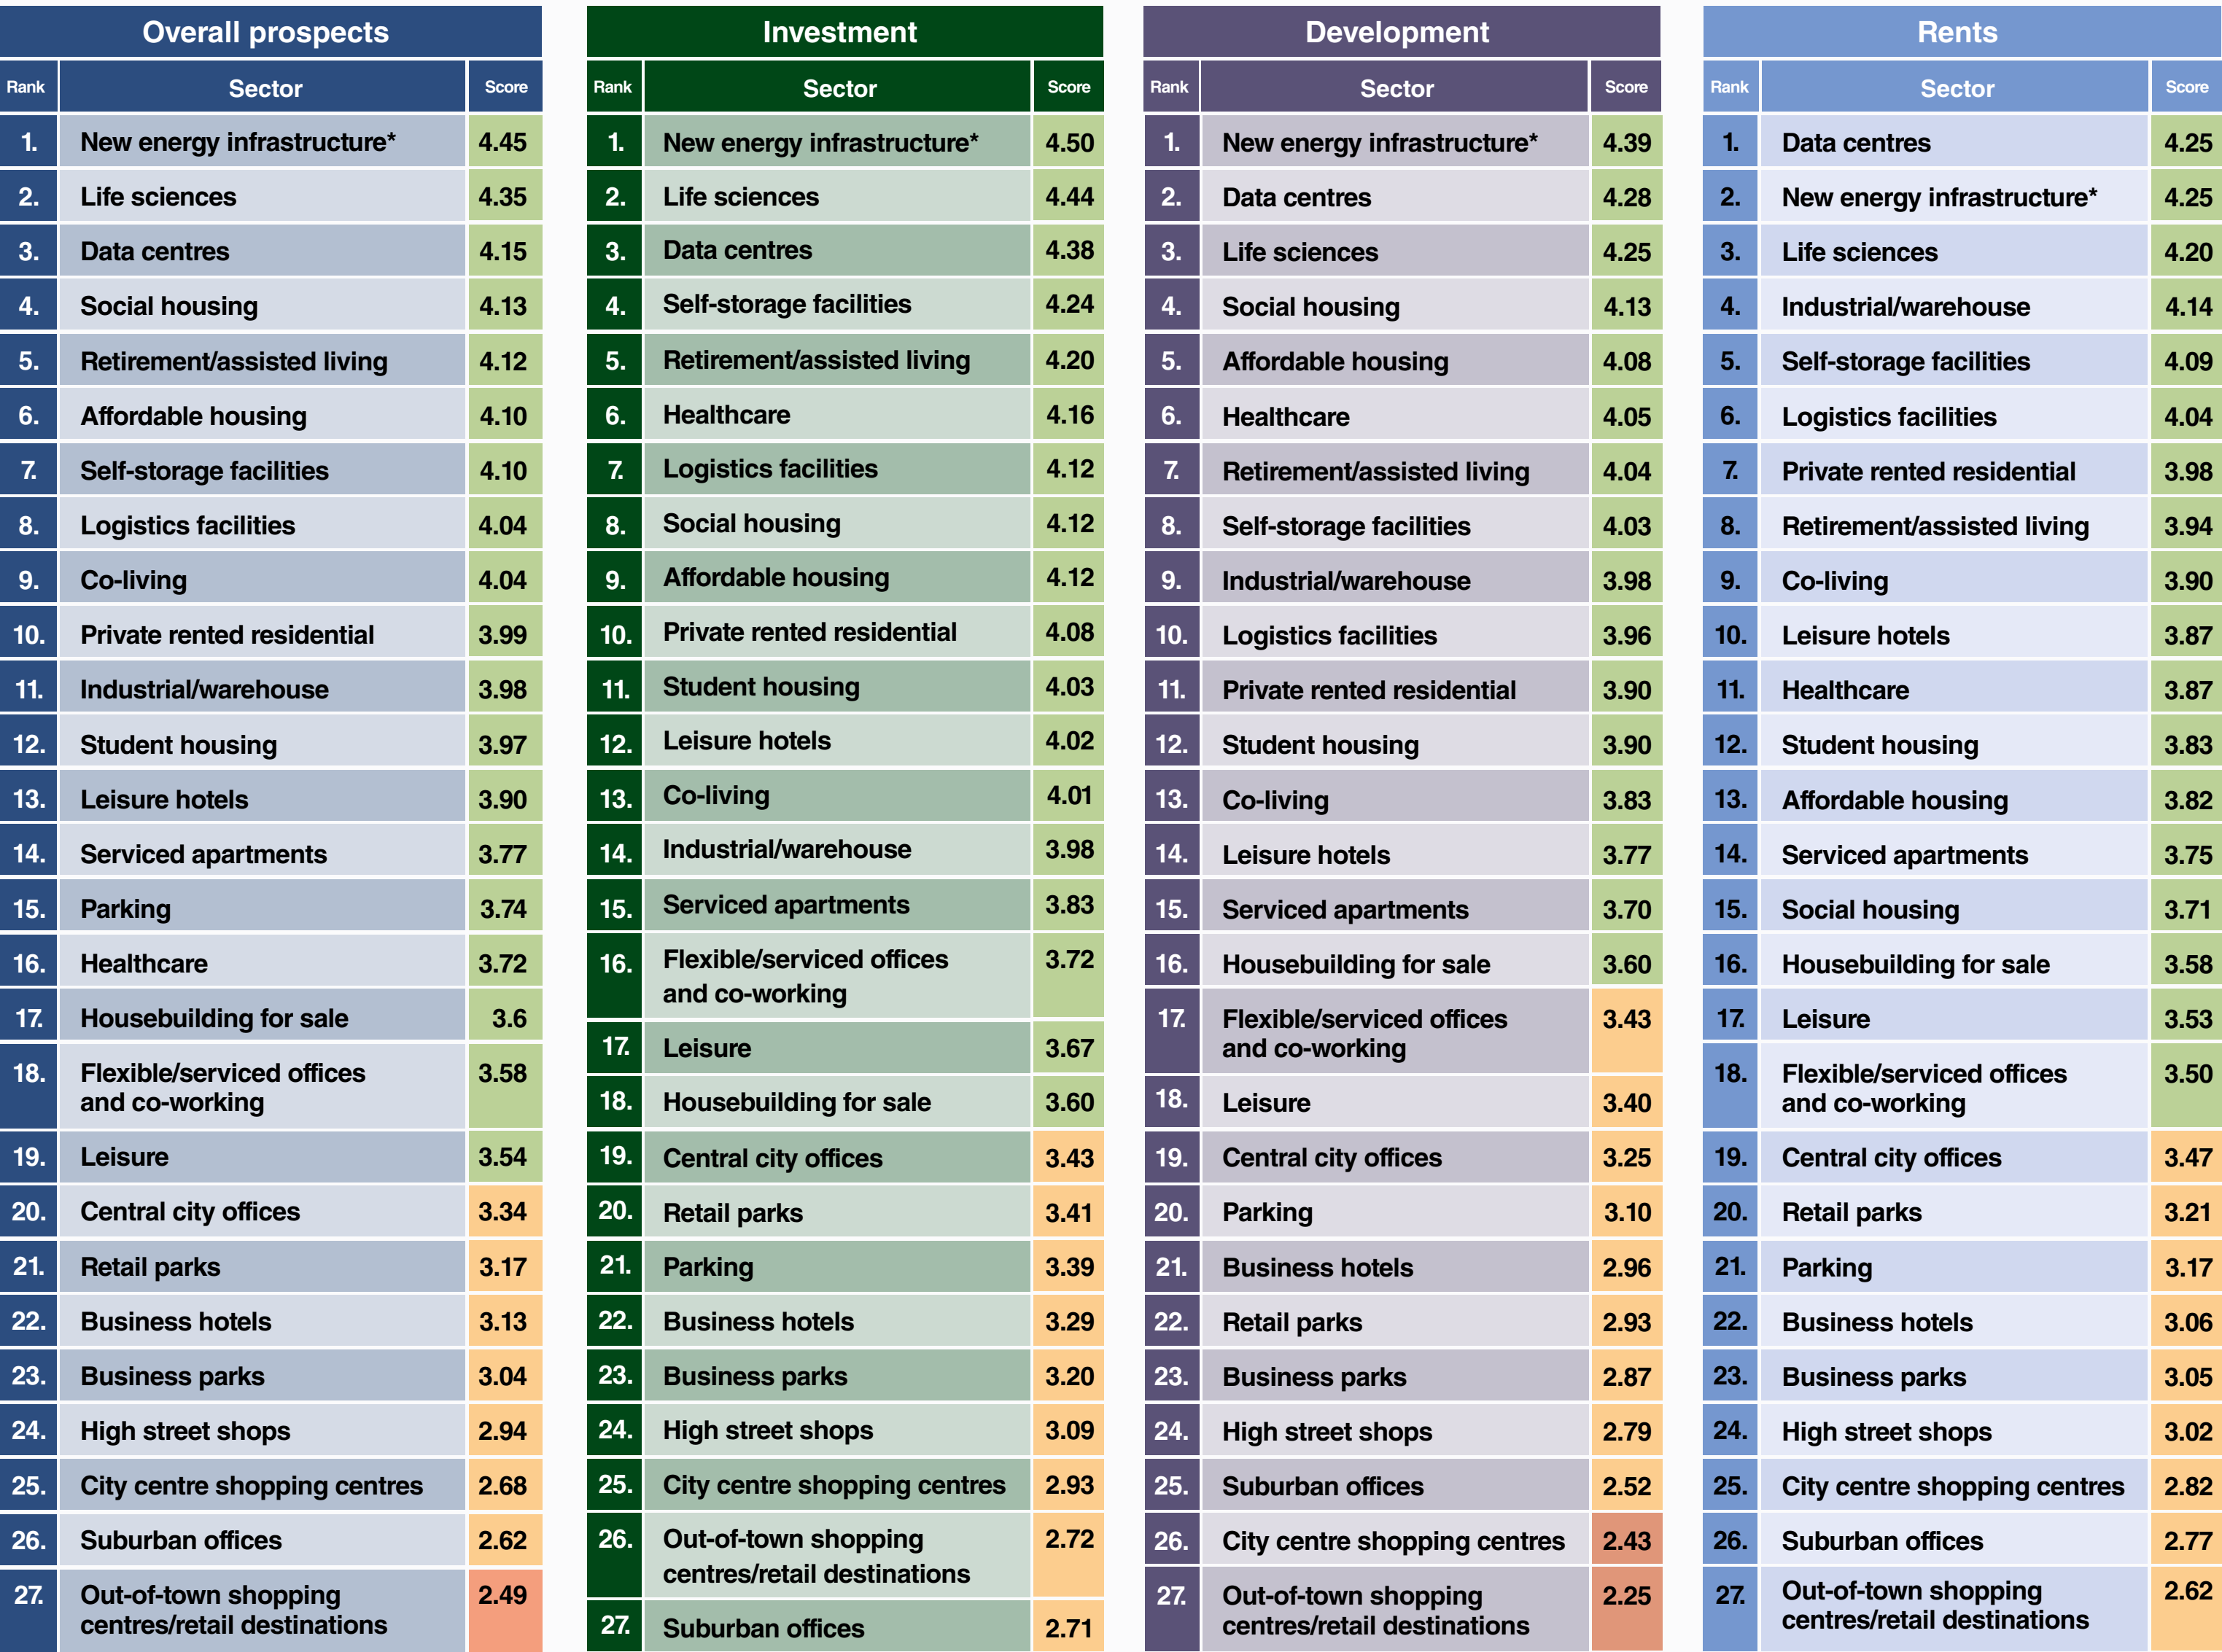 Overall prospects
Rank Sector Score
1. New energy infrastructure* 4.45
2. Life sciences 4.35
3. Data centres 4.15
4. Social housing 4.13
5. Retirement/assisted living 4.12
6. Affordable housing 4.10
7. Self-storage facilities 4.10
8. Logistics facilities 4.04
9. Co-living 4.04
10. Private rented residential 3.99
11. Industrial/warehouse 3.98
12. Student housing 3.97
13. Leisure hotels 3.90
14. Serviced apartments 3.77
15. Parking 3.74
16. Healthcare 3.72
17. Housebuilding for sale 3.6
18. Flexible/serviced offices 3.58
and co-working
19. Leisure 3.54
20. Central city offices 3.34
21. Retail parks 3.17
22. Business hotels 3.13
23. Business parks 3.04
24. High street shops 2.94
25. City centre shopping centres 2.68
26. Suburban offices 2.62
27. Out-of-town shopping 2.49
centres/retail destinations
Investment
Rank Sector Score
1. New energy infrastructure* 4.50
2. Life sciences 4.44
3. Data centres 4.38
4. Self-storage facilities 4.24
5. Retirement/assisted living 4.20
6. Healthcare 4.16
7. Logistics facilities 4.12
8. Social housing 4.12
9. Affordable housing 4.12
10. Private rented residential 4.08
11. Student housing 4.03
12. Leisure hotels 4.02
13. Co-living 4.01
14. Industrial/warehouse 3.98
15. Serviced apartments 3.83
16. Flexible/serviced offices 3.72
and co-working
17. Leisure 3.67
18. Housebuilding for sale 3.60
19. Central city offices 3.43
20. Retail parks 3.41
21. Parking 3.39
22. Business hotels 3.29
23. Business parks 3.20
24. High street shops 3.09
25. City centre shopping centres 2.93
26. Out-of-town shopping 2.72
centres/retail destinations
27. Suburban offices 2.71
Development
Rank Sector Score
1. New energy infrastructure* 4.39
2. Data centres 4.28
3. Life sciences 4.25
4. Social housing 4.13
5. Affordable housing 4.08
6. Healthcare 4.05
7. Retirement/assisted living 4.04
8. Self-storage facilities 4.03
9. Industrial/warehouse 3.98
10. Logistics facilities 3.96
11. Private rented residential 3.90
12. Student housing 3.90
13. Co-living 3.83
14. Leisure hotels 3.77
15. Serviced apartments 3.70
16. Housebuilding for sale 3.60
17. Flexible/serviced offices 3.43
and co-working
18. Leisure 3.40
19. Central city offices 3.25
20. Parking 3.10
21. Business hotels 2.96
22. Retail parks 2.93
23. Business parks 2.87
24. High street shops 2.79
25. Suburban offices 2.52
26. City centre shopping centres 2.43
27. Out-of-town shopping 2.25
centres/retail destinations
Rents
Rank Sector Score
1. Data centres 4.25
2. New energy infrastructure* 4.25
3. Life sciences 4.20
4. Industrial/warehouse 4.14
5. Self-storage facilities 4.09
6. Logistics facilities 4.04
7. Private rented residential 3.98
8. Retirement/assisted living 3.94
9. Co-living 3.90
10. Leisure hotels 3.87
11. Healthcare 3.87
12. Student housing 3.83
13. Affordable housing 3.82
14. Serviced apartments 3.75
15. Social housing 3.71
16. Housebuilding for sale 3.58
17. Leisure 3.53
18. Flexible/serviced offices 3.50
and co-working
19. Central city offices 3.47
20. Retail parks 3.21
21. Parking 3.17
22. Business hotels 3.06
23. Business parks 3.05
24. High street shops 3.02
25. City centre shopping centres 2.82
26. Suburban offices 2.77
27. Out-of-town shopping 2.62
centres/retail destinations